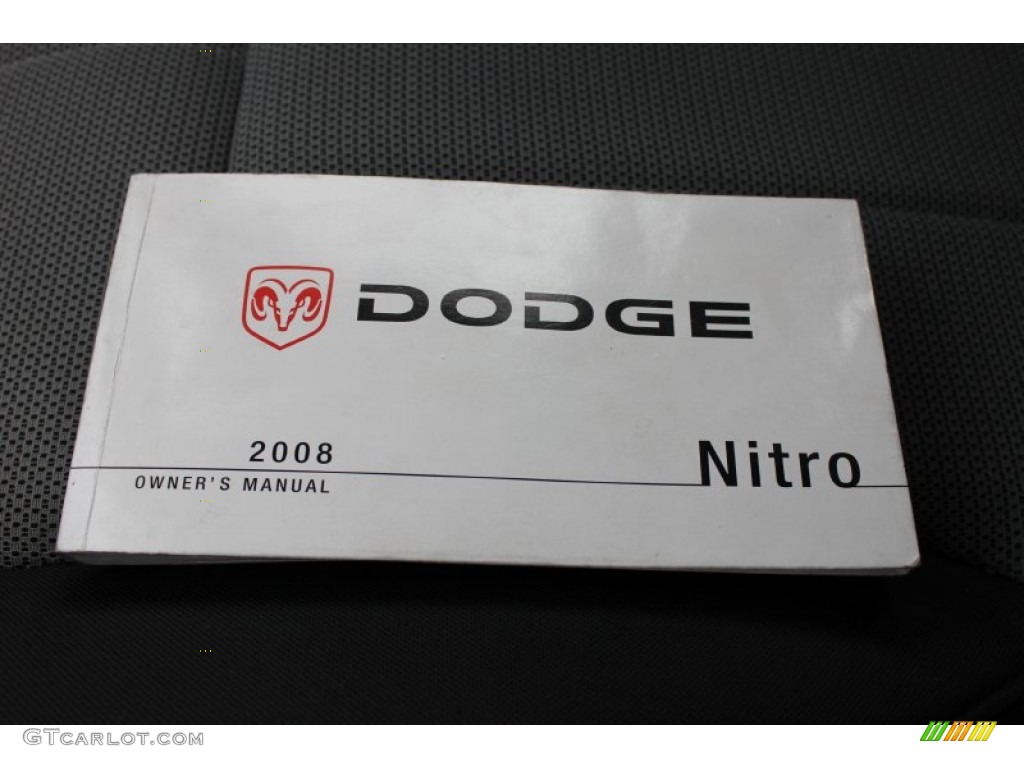 DODGE
2008
Nitro
OWNER'S MANUAL
GTcarlot.com